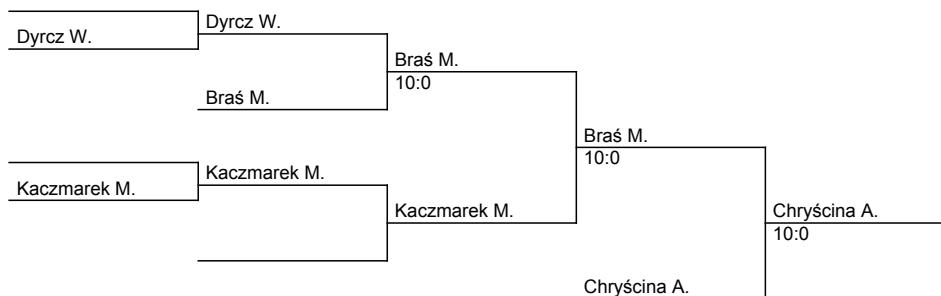 Dyrcz W.
Dyrcz W.
Braś M.
10:0
Braś M.
Braś M.
10:0
Kaczmarek M.
Kaczmarek M.
Kaczmarek M.
Chryścina A.
10:0
Chryścina A.